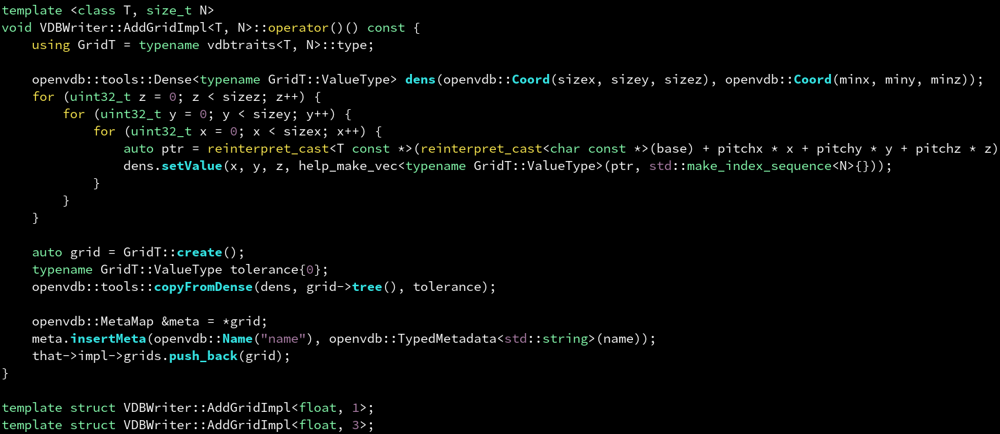 template <class T, size_t N>
void VDBWriter::AddGridImpl<T, N>::operator()() const {
    using GridT = typename vdbtraits<T, N>::type;

    openvdb::tools::Dense<typename GridT::ValueType> dens(openvdb::Coord(sizex, sizey, sizez), openvdb::Coord(minx, miny, minz));
    for (uint32_t z = 0; z < sizez; z++) {
        for (uint32_t y = 0; y < sizey; y++) {
            for (uint32_t x = 0; x < sizex; x++) {
                auto ptr = reinterpret_cast<T const *>(reinterpret_cast<char const *>(base) + pitchx * x + pitchy * y + pitchz * z)
                dens.setValue(x, y, z, help_make_vec<typename GridT::ValueType>(ptr, std::make_index_sequence<N>{}));
            }
        }
    }

    auto grid = GridT::create();
    typename GridT::ValueType tolerance{0};
    openvdb::tools::copyFromDense(dens, grid->tree(), tolerance);

    openvdb::MetaMap &meta = *grid;
    meta.insertMeta(openvdb::Name("name"), openvdb::TypedMetadata<std::string>(name));
    that->impl->grids.push_back(grid);
}

template struct VDBWriter::AddGridImpl<float, 1>;
template struct VDBWriter::AddGridImpl<float, 3>;